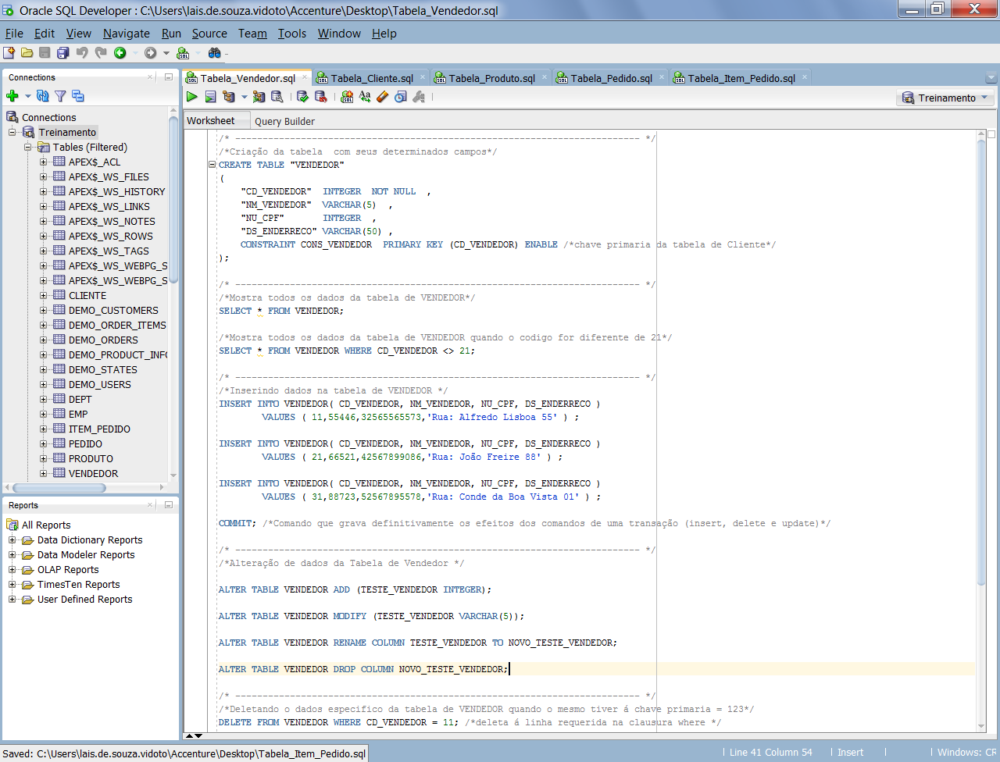 Oracle SQL Developer : C:\Users\lais.de.souza.vidoto\Accenture\Desktop\Tabela_Vendedor.sql
File Edit View Navigate Run Source Team Tools Window Help
Connections
Connections
Treinamento
Tables (Filtered)
APEX$_ACL
APEX$_WS_FILES
APEX$_WS_HISTORY
APEX$_WS_LINKS
APEX$_WS_NOTES
APEX$_WS_ROWS
APEX$_WS_TAGS
APEX$_WS_WEBPG_S
APEX$_WS_WEBPG_S
CLIENTE
DEMO_CUSTOMERS
DEMO_ORDER_ITEMS
DEMO_ORDERS
DEMO_PRODUCT_INFO
DEMO_STATES
DEMO_USERS
DEPT
EMP
ITEM_PEDIDO
PEDIDO
PRODUTO
VENDEDOR
Reports
All Reports
Data Dictionary Reports
Data Modeler Reports
OLAP Reports
TimesTen Reports
User Defined Reports
Tabela_Vendedor.sql Tabela_Cliente.sql Tabela_Produto.sql Tabela_Pedido.sql Tabela_Item_Pedido.sql
Treinamento
Worksheet Query Builder
/* -------------------------------------------------------------------------- */
/*Criação da tabela  com seus determinados campos*/
CREATE TABLE "VENDEDOR"
(
"CD_VENDEDOR"  INTEGER  NOT NULL  ,
"NM_VENDEDOR"  VARCHAR(5)  ,
"NU_CPF"       INTEGER  ,
"DS_ENDERRECO" VARCHAR(50) ,
CONSTRAINT CONS_VENDEDOR  PRIMARY KEY (CD_VENDEDOR) ENABLE /*chave primaria da tabela de Cliente*/
);
/* -------------------------------------------------------------------------- */
/*Mostra todos os dados da tabela de VENDEDOR*/
SELECT * FROM VENDEDOR;
/*Mostra todos os dados da tabela de VENDEDOR quando o codigo for diferente de 21*/
SELECT * FROM VENDEDOR WHERE CD_VENDEDOR <> 21;
/* -------------------------------------------------------------------------- */
/*Inserindo dados na tabela de VENDEDOR */
INSERT INTO VENDEDOR( CD_VENDEDOR, NM_VENDEDOR, NU_CPF, DS_ENDERRECO )
VALUES ( 11,55446,32565565573,'Rua: Alfredo Lisboa 55' ) ;
INSERT INTO VENDEDOR( CD_VENDEDOR, NM_VENDEDOR, NU_CPF, DS_ENDERRECO )
VALUES ( 21,66521,42567899086,'Rua: João Freire 88' ) ;
INSERT INTO VENDEDOR( CD_VENDEDOR, NM_VENDEDOR, NU_CPF, DS_ENDERRECO )
VALUES ( 31,88723,52567895578,'Rua: Conde da Boa Vista 01' ) ;
COMMIT; /*Comando que grava definitivamente os efeitos dos comandos de uma transação (insert, delete e update)*/
/* -------------------------------------------------------------------------- */
/*Alteração de dados da Tabela de Vendedor */
ALTER TABLE VENDEDOR ADD (TESTE_VENDEDOR INTEGER);
ALTER TABLE VENDEDOR MODIFY (TESTE_VENDEDOR VARCHAR(5));
ALTER TABLE VENDEDOR RENAME COLUMN TESTE_VENDEDOR TO NOVO_TESTE_VENDEDOR;
ALTER TABLE VENDEDOR DROP COLUMN NOVO_TESTE_VENDEDOR;
/* -------------------------------------------------------------------------- */
/*Deletando o dados especifico da tabela de VENDEDOR quando o mesmo tiver á chave primaria = 123*/
DELETE FROM VENDEDOR WHERE CD_VENDEDOR = 11; /*deleta á linha requerida na clausura where */
Saved: C:\Users\lais.de.souza.vidoto\Accenture\Desktop\Tabela_Item_Pedido.sql
Line 41 Column 54 Insert Windows: CR